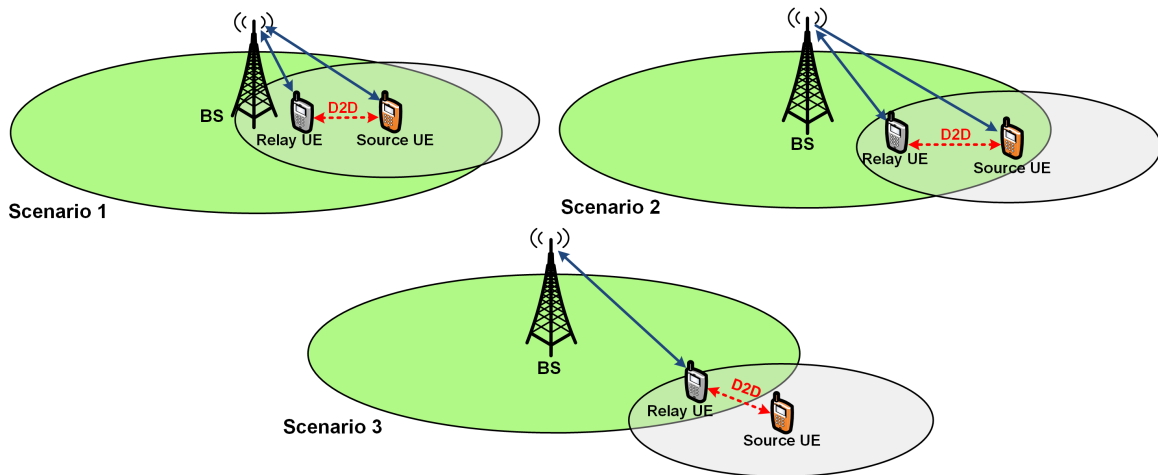 D2D
BS
Relay UE
Source UE
Scenario 1
D2D
BS
Relay UE
Source UE
Scenario 2
D2D
BS
Relay UE
Source UE
Scenario 3